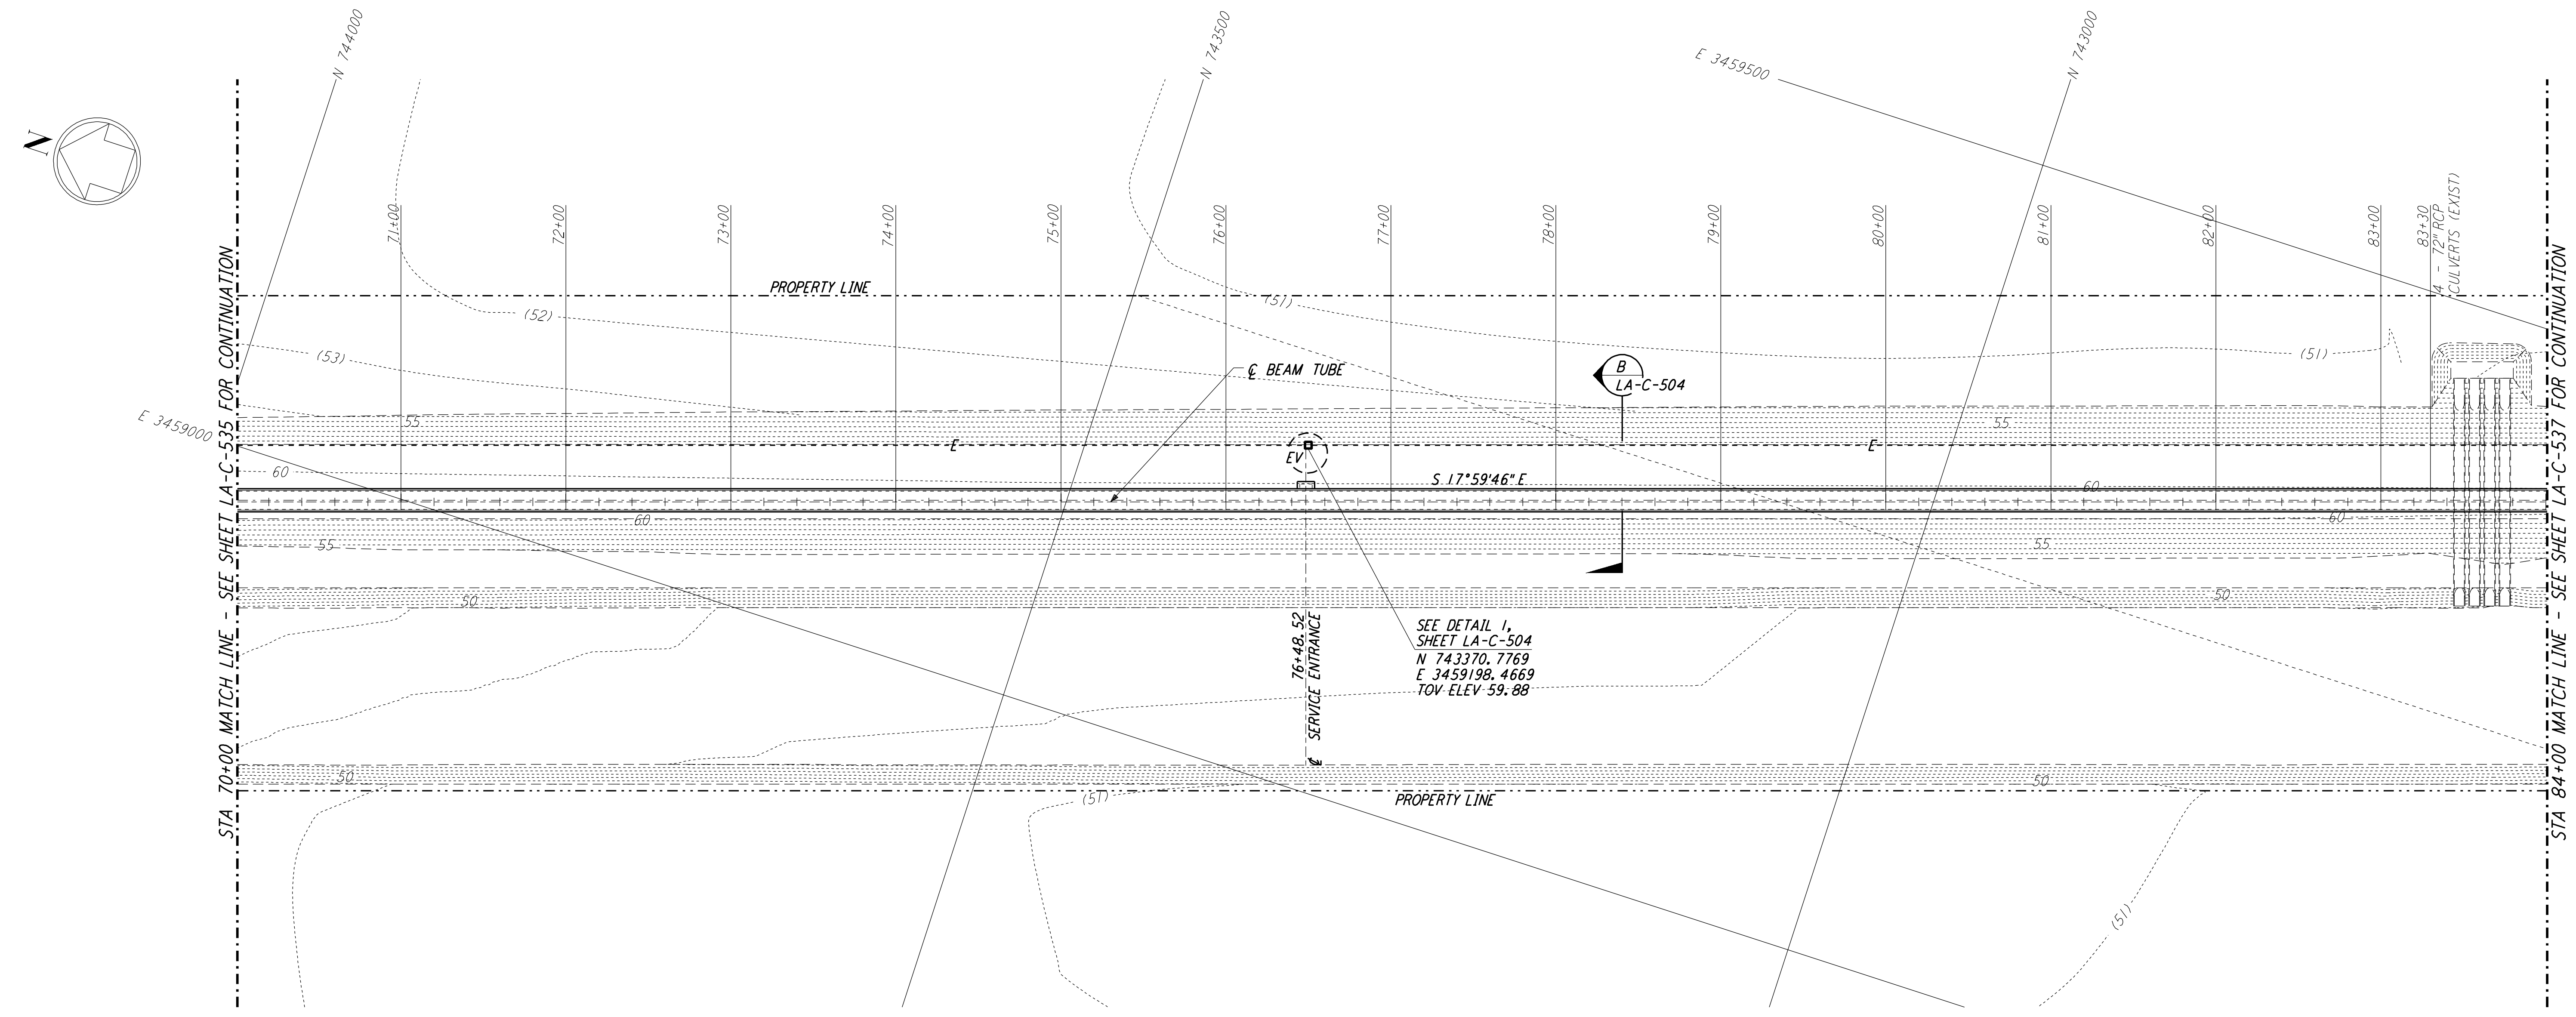 N 744000
N 743500
N 743000
E 3459500
N
71+00
72+00
73+00
74+00
75+00
76+00
77+00
78+00
79+00
80+00
81+00
82+00
83+00
83+30
4 - 72" RCP
CULVERTS (EXIST)
PROPERTY LINE
(51)
(52)
(53)
(51)
℄ BEAM TUBE
B
LA-C-504
E 3459000
55
55
E
E
EV
60
S 17°59'46" E
60
60
60
55
55
50
50
STA 70+00 MATCH LINE - SEE SHEET LA-C-535 FOR CONTINUATION
STA 84+00 MATCH LINE - SEE SHEET LA-C-537 FOR CONTINUATION
76+48.52
℄ SERVICE ENTRANCE
SEE DETAIL 1,
SHEET LA-C-504
N 743370.7769
E 3459198.4669
TOV ELEV 59.88
50
50
(51)
PROPERTY LINE
(51)